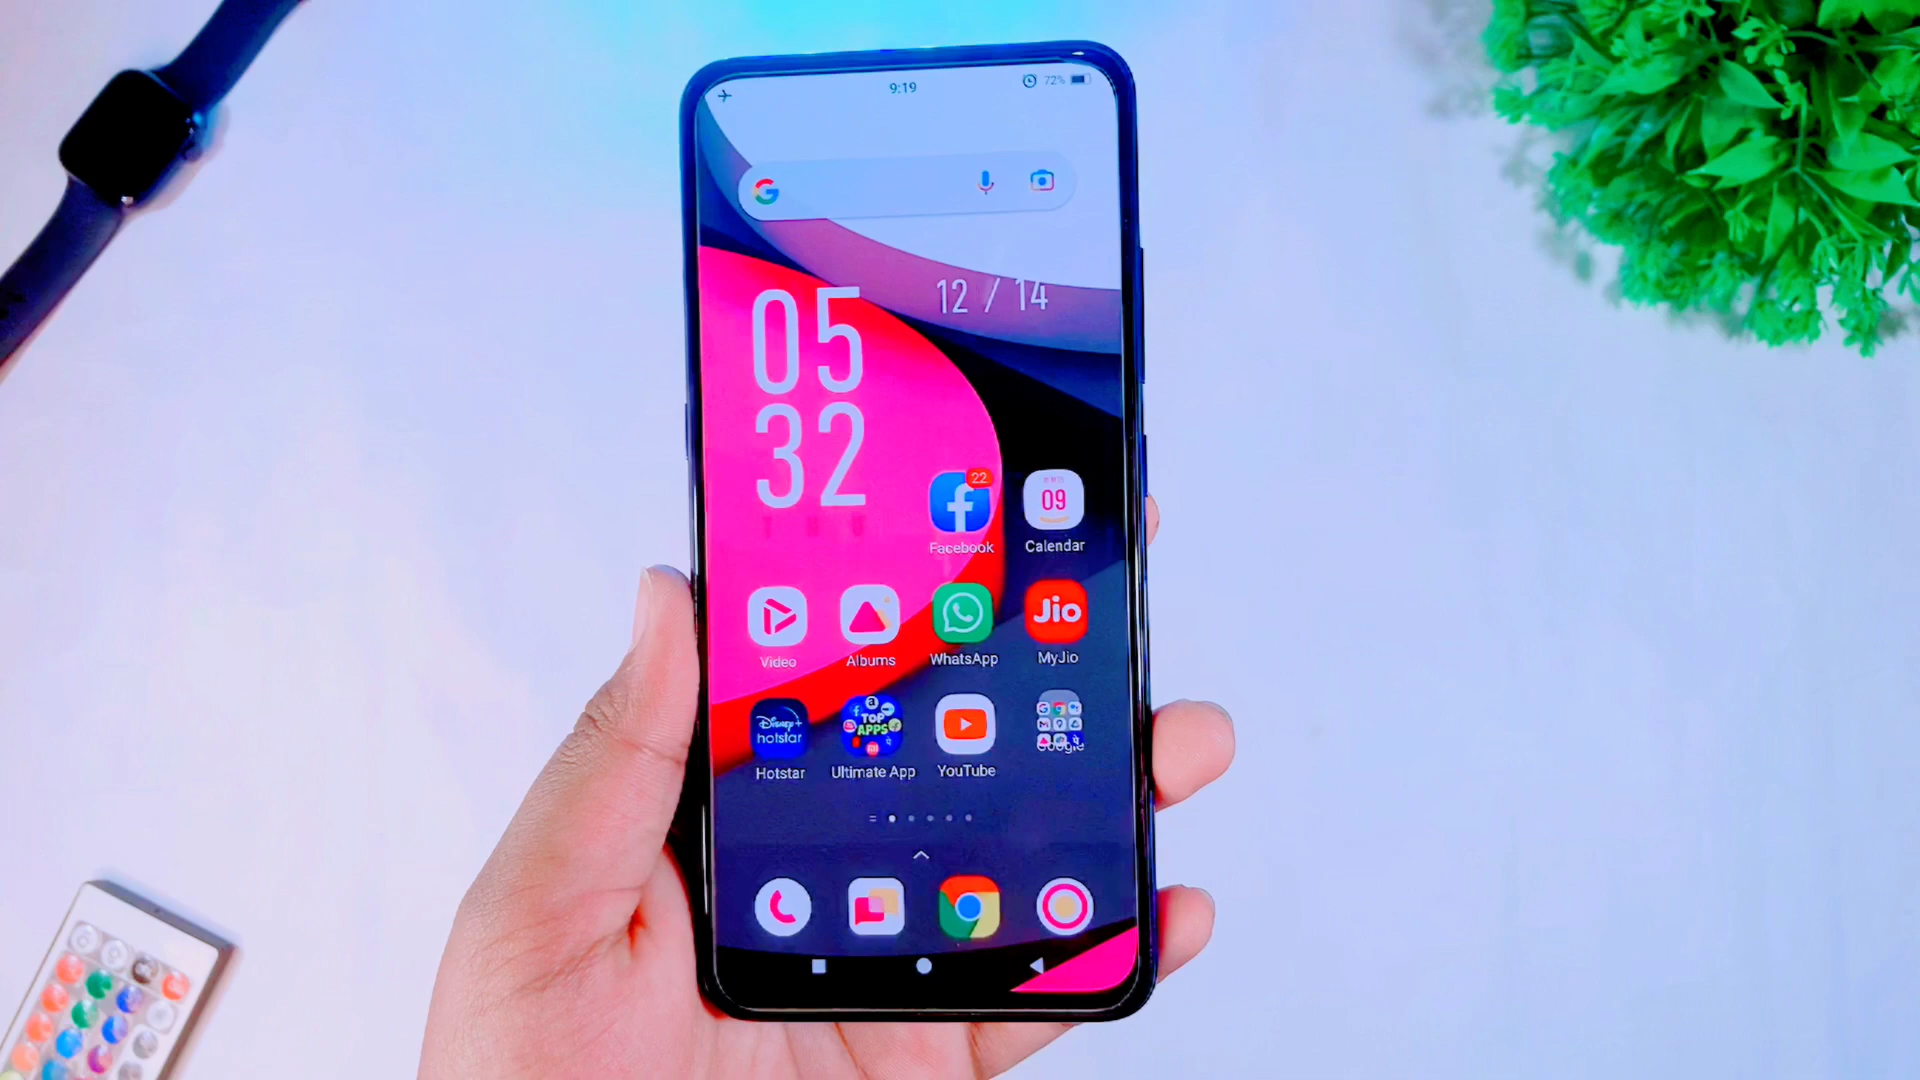 9:19
72%
12 / 14
05
32
22
09
Facebook
Calendar
Jio
Video
Albums
WhatsApp
MyJio
Disney+
hotstar
TOP
APPS
Google
Hotstar
Ultimate App
YouTube